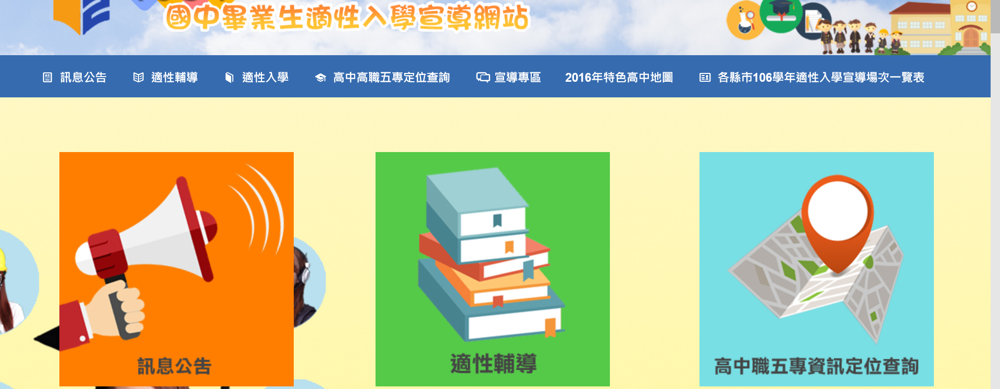 國中畢業生適性入學宣導網站
訊息公告
適性輔導
適性入學
高中高職五專定位查詢
宣導專區
2016年特色高中地圖
各縣市106學年適性入學宣導場次一覽表
訊息公告
適性輔導
高中職五專資訊定位查詢